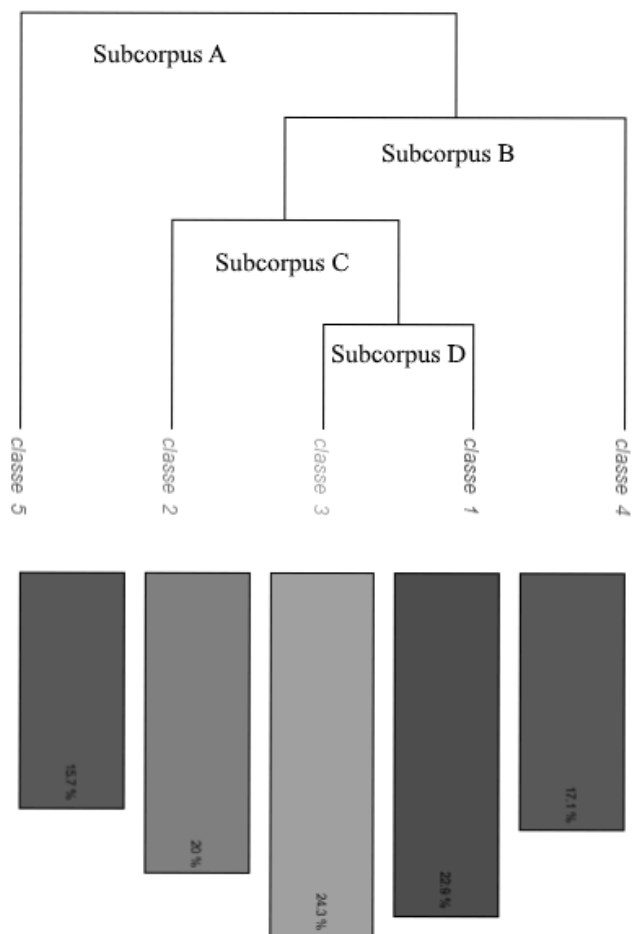 Subcorpus A
Subcorpus B
Subcorpus C
Subcorpus D
classe 5
classe 2
classe 3
classe 1
classe 4
15.7 %
20 %
24.3 %
22.9 %
17.1 %